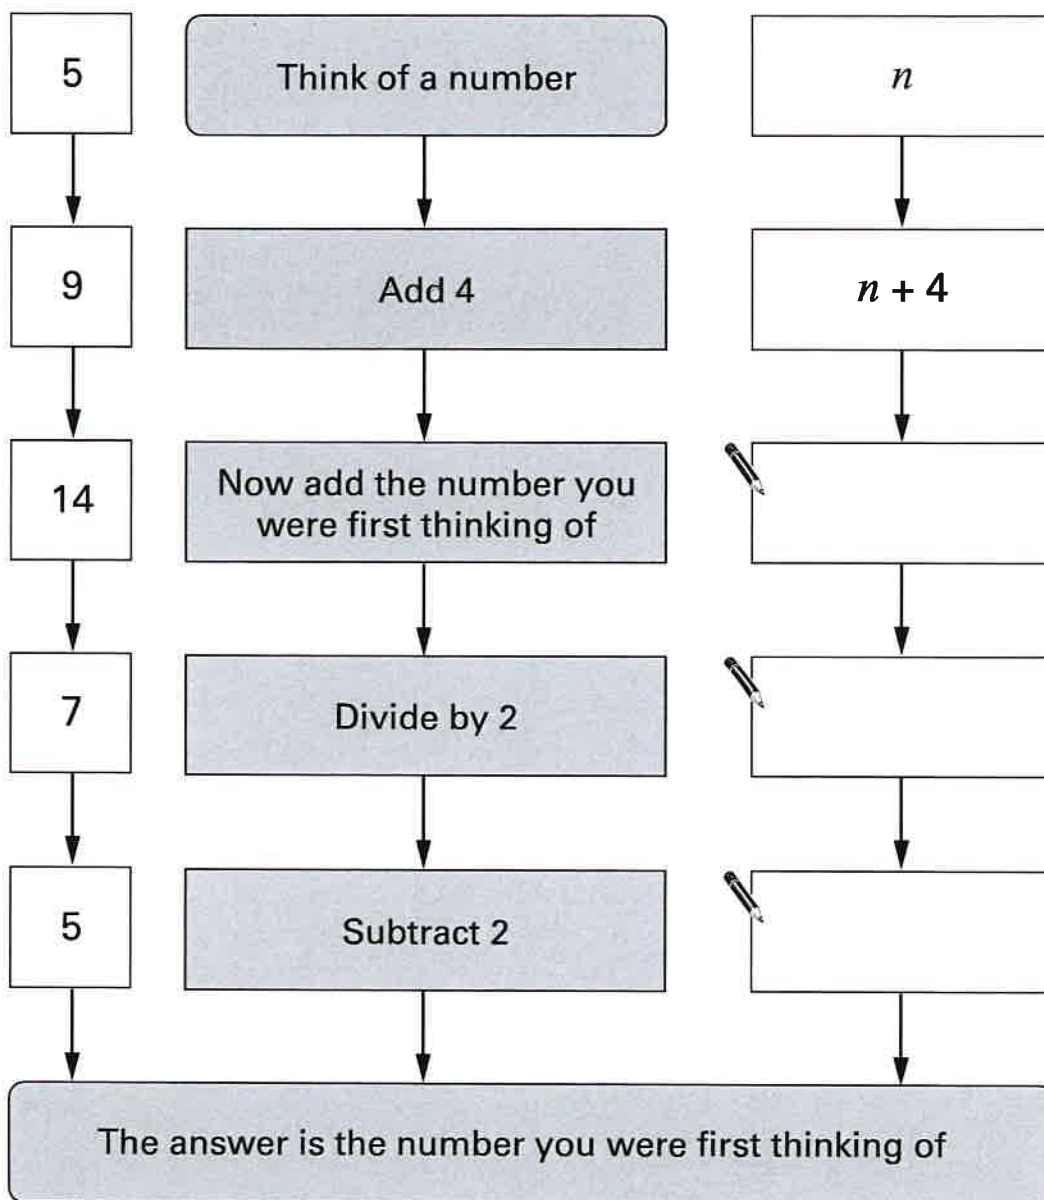 5
Think of a number
n
9
Add 4
n + 4
14
Now add the number you
were first thinking of
7
Divide by 2
5
Subtract 2
The answer is the number you were first thinking of